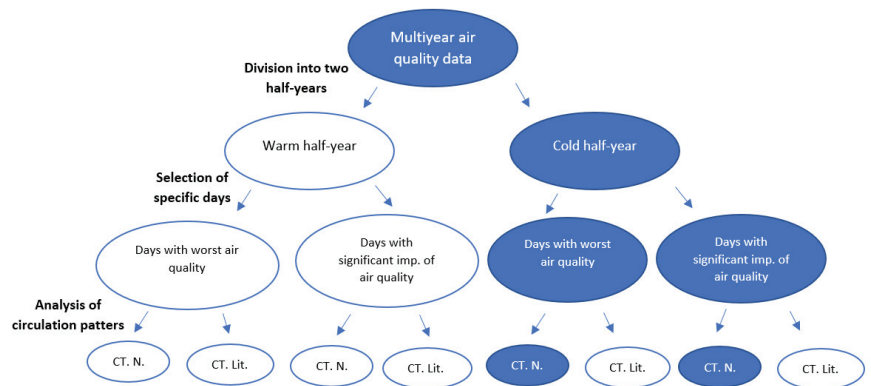 Multiyear air
quality data
Division into two
half-years
Warm half-year
Cold half-year
Selection of
specific days
Days with worst air
quality
Days with
significant imp. of
air quality
Days with worst
air quality
Days with
significant imp. of
air quality
Analysis of
circulation patters
CT. N.
CT. Lit.
CT. N.
CT. Lit.
CT. N.
CT. Lit.
CT. N.
CT. Lit.